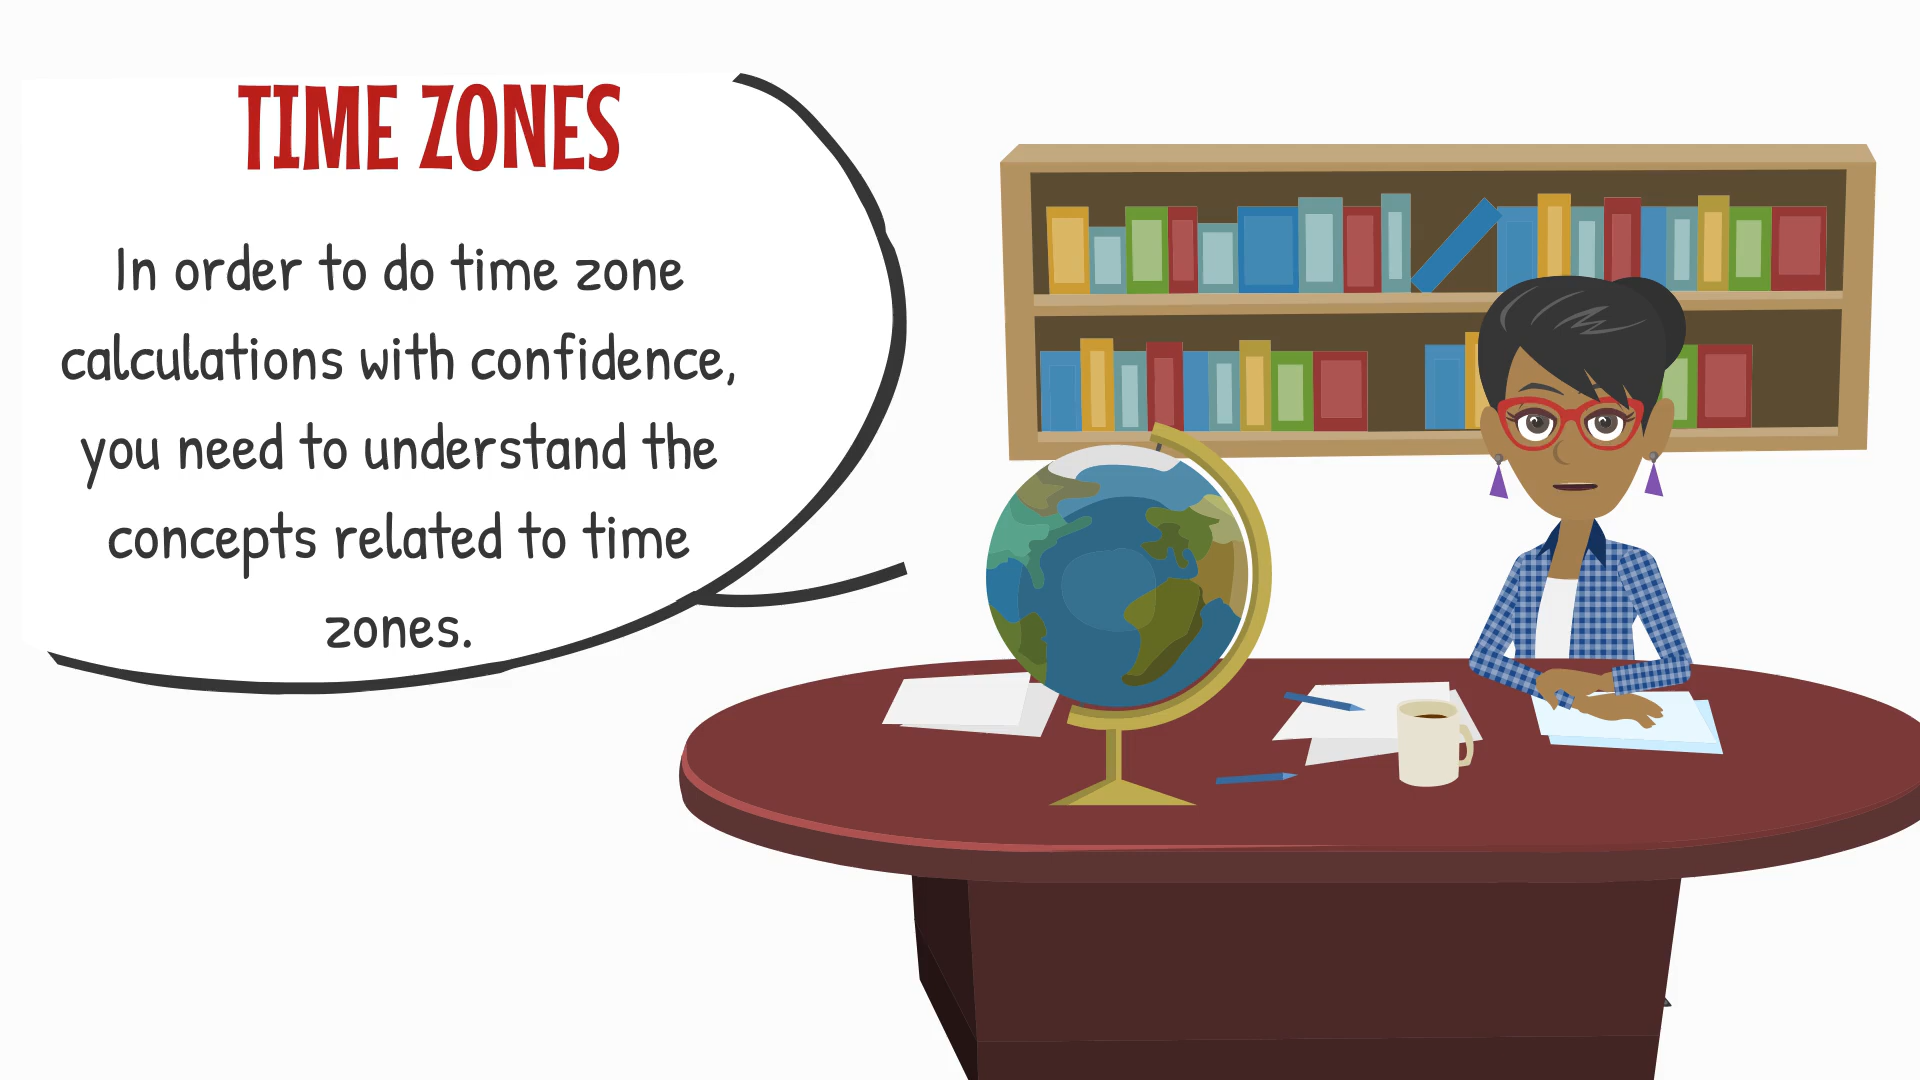 TIME ZONES
In order to do time zone
calculations with confidence,
you need to understand the
concepts related to time
zones.